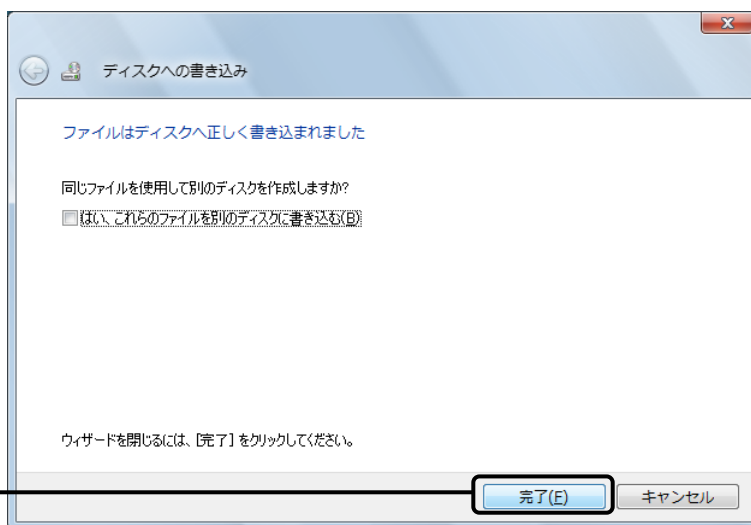 ディスクへの書き込み
ファイルはディスクへ正しく書き込まれました
同じファイルを使用して別のディスクを作成しますか?
はい、これらのファイルを別のディスクに書き込む(B)
ウィザードを閉じるには、[完了] をクリックしてください。
完了(F) キャンセル